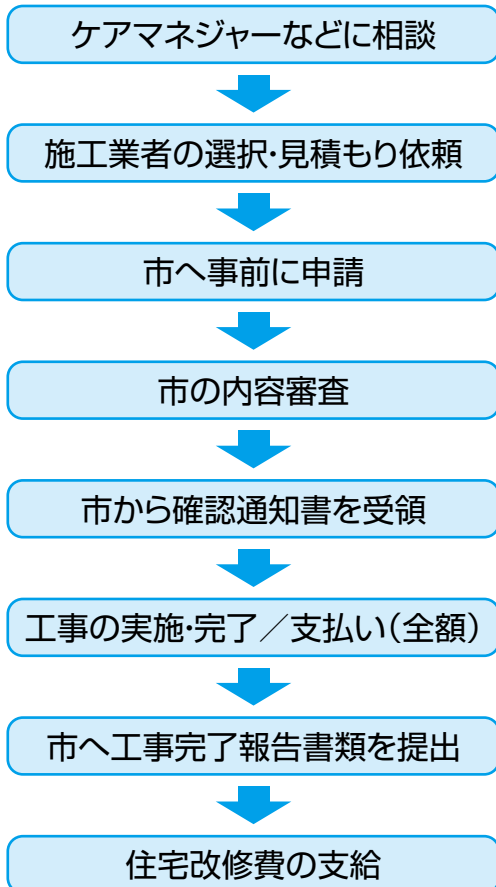 ケアマネジャーなどに相談
施工業者の選択・見積もり依頼
市へ事前に申請
市の内容審査
市から確認通知書を受領
工事の実施・完了／支払い（全額）
市へ工事完了報告書類を提出
住宅改修費の支給